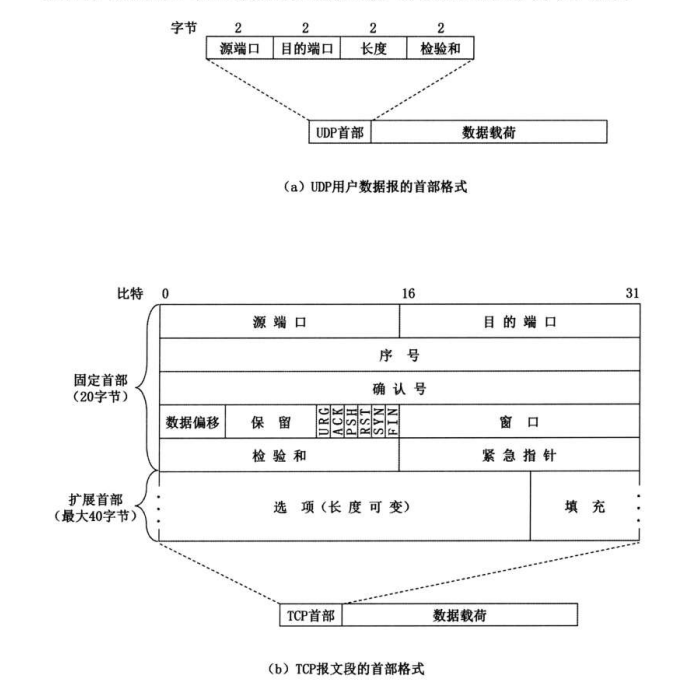 字节 2 2 2 2
源端口 目的端口 长度 检验和
UDP首部 数据载荷
（a）UDP用户数据报的首部格式
比特 0 16 31
源端口 目的端口
序号
固定首部
（20字节）
确认号
数据偏移 保留 URG ACK PSH RST SYN FIN 窗口
检验和 紧急指针
扩展首部
（最大40字节）
选项(长度可变) 填充
TCP首部 数据载荷
（b）TCP报文段的首部格式